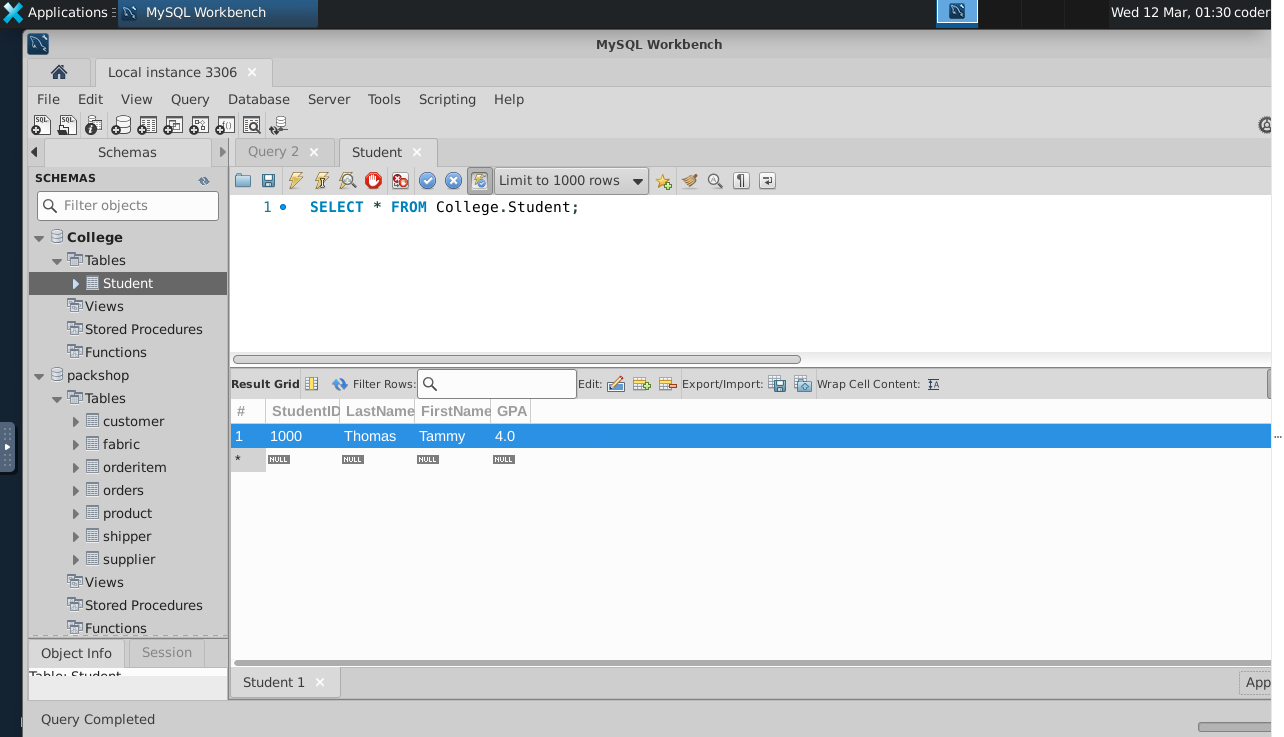 Applications
MySQL Workbench
Wed 12 Mar, 01:30 coder
MySQL Workbench
Local instance 3306
File Edit View Query Database Server Tools Scripting Help
Schemas
Query 2
Student
SCHEMAS
Limit to 1000 rows
Filter objects
1 SELECT * FROM College.Student;
College
Tables
Student
Views
Stored Procedures
Functions
packshop
Tables
customer
fabric
orderitem
orders
product
shipper
supplier
Views
Stored Procedures
Functions
Result Grid Filter Rows: Edit: Export/Import: Wrap Cell Content:
# StudentID LastName FirstName GPA
1 1000 Thomas Tammy 4.0
* NULL NULL NULL NULL
Object Info Session
Table: Student
Student 1
App
Query Completed